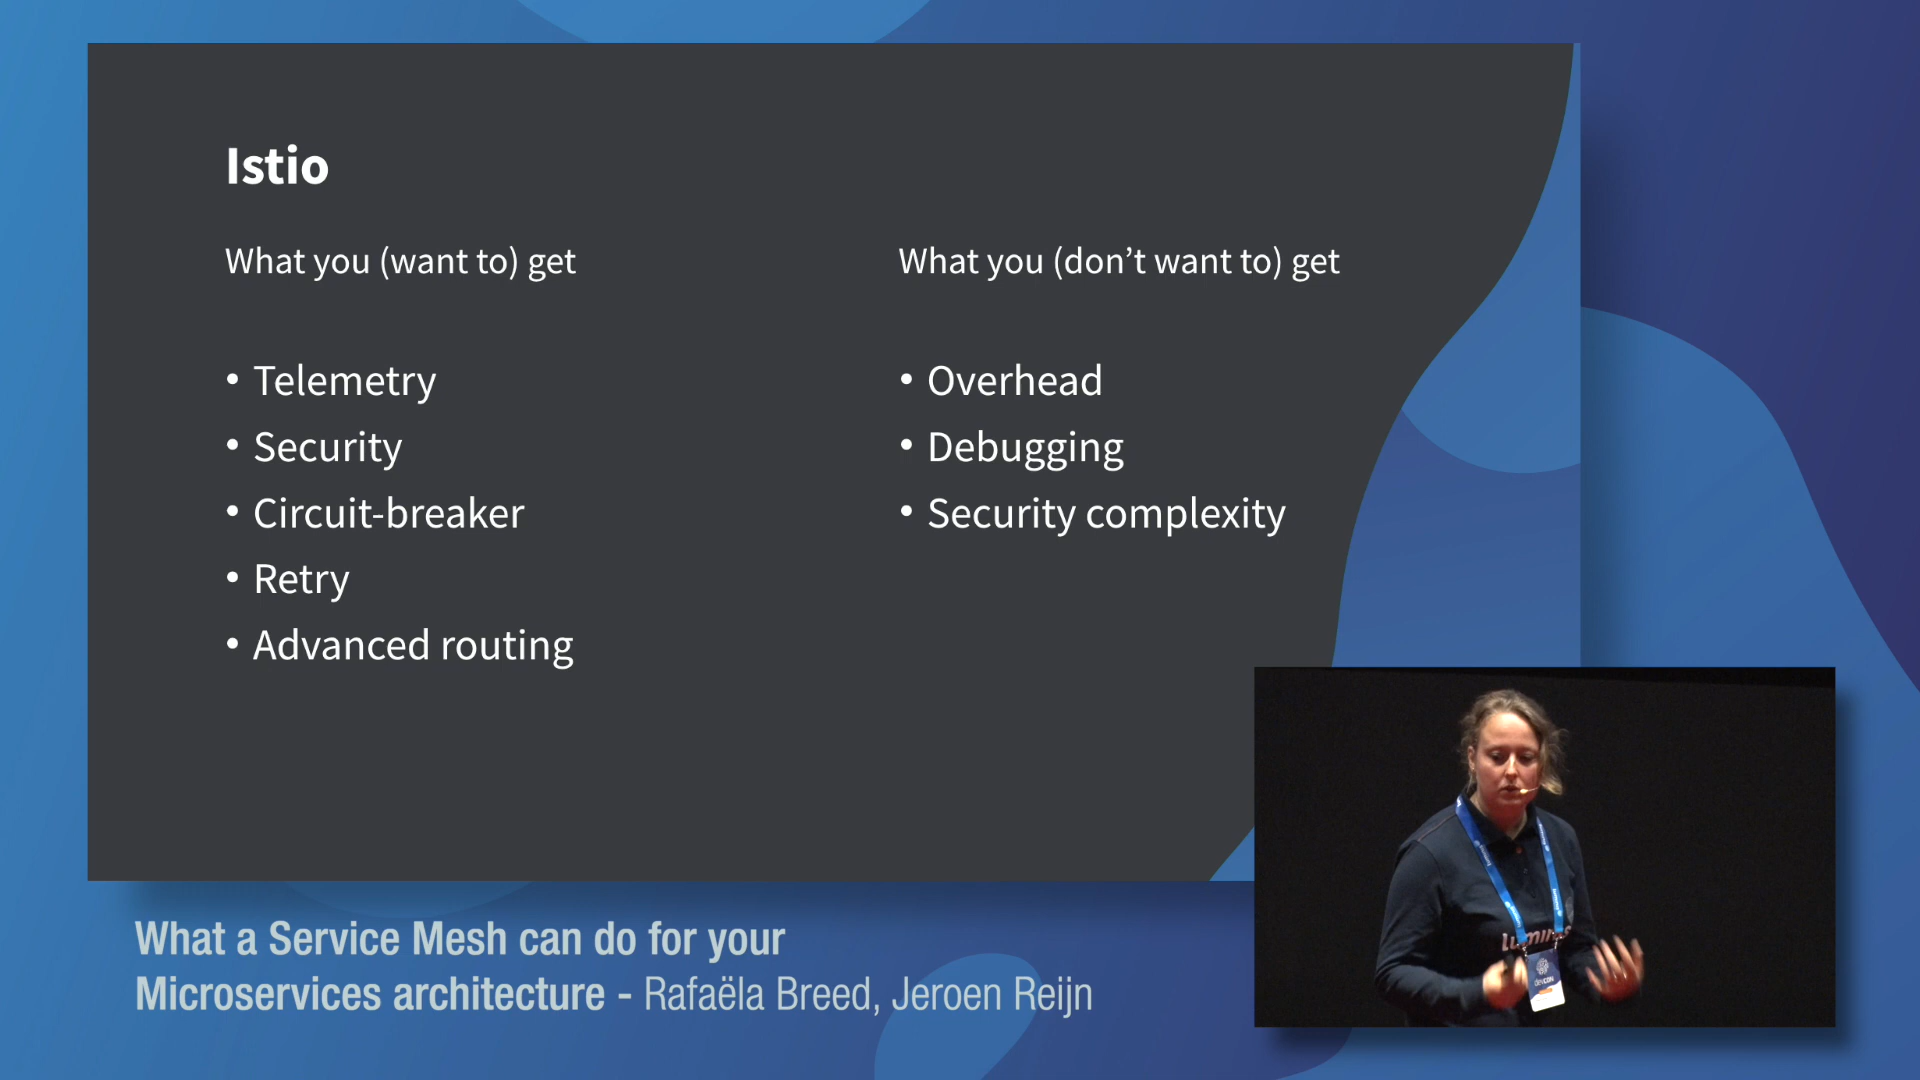 Istio
What you (want to) get
• Telemetry
• Security
• Circuit-breaker
• Retry
• Advanced routing
What you (don’t want to) get
• Overhead
• Debugging
• Security complexity
What a Service Mesh can do for your
Microservices architecture - Rafaëla Breed, Jeroen Reijn
devcon